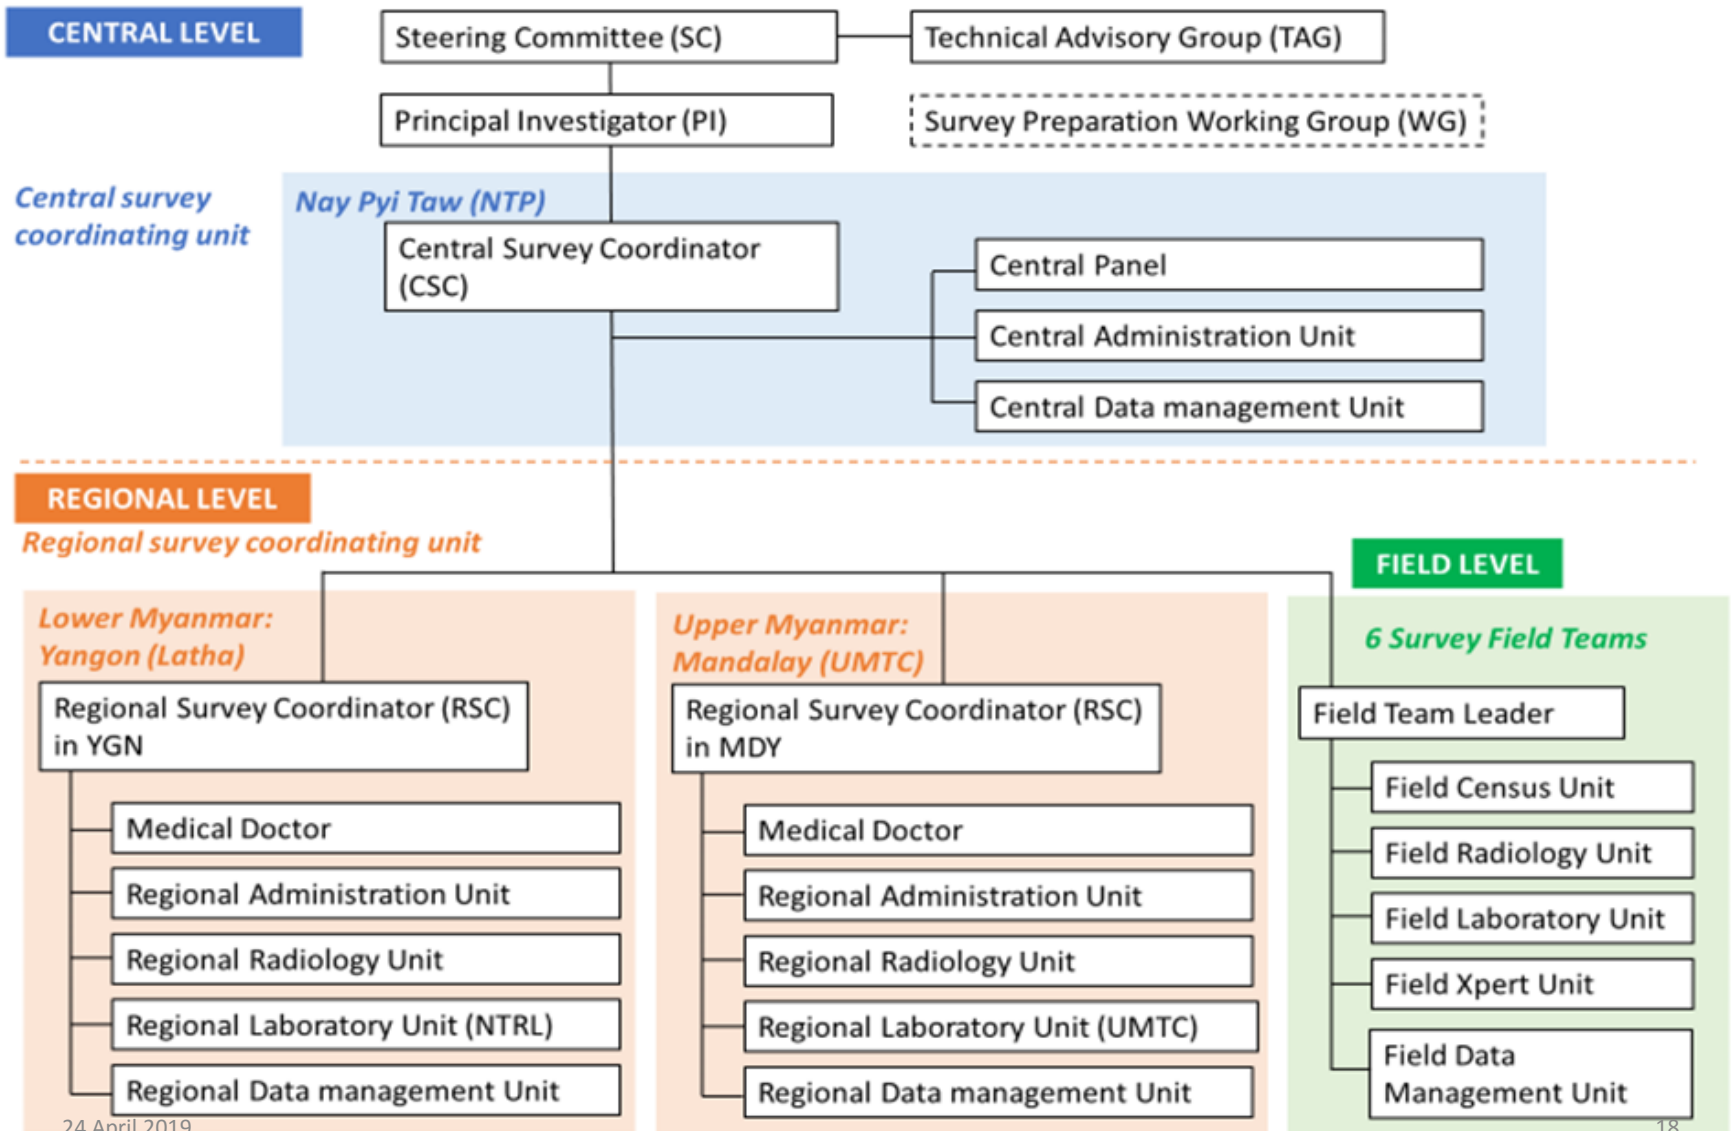 CENTRAL LEVEL
Steering Committee (SC)
Technical Advisory Group (TAG)
Principal Investigator (PI)
Survey Preparation Working Group (WG)
Central survey
coordinating unit
Nay Pyi Taw (NTP)
Central Survey Coordinator
(CSC)
Central Panel
Central Administration Unit
Central Data management Unit
REGIONAL LEVEL
Regional survey coordinating unit
FIELD LEVEL
Lower Myanmar:
Yangon (Latha)
Regional Survey Coordinator (RSC)
in YGN
Medical Doctor
Regional Administration Unit
Regional Radiology Unit
Regional Laboratory Unit (NTRL)
Regional Data management Unit
Upper Myanmar:
Mandalay (UMTC)
Regional Survey Coordinator (RSC)
in MDY
Medical Doctor
Regional Administration Unit
Regional Radiology Unit
Regional Laboratory Unit (UMTC)
Regional Data management Unit
6 Survey Field Teams
Field Team Leader
Field Census Unit
Field Radiology Unit
Field Laboratory Unit
Field Xpert Unit
Field Data
Management Unit
24 April 2019
18